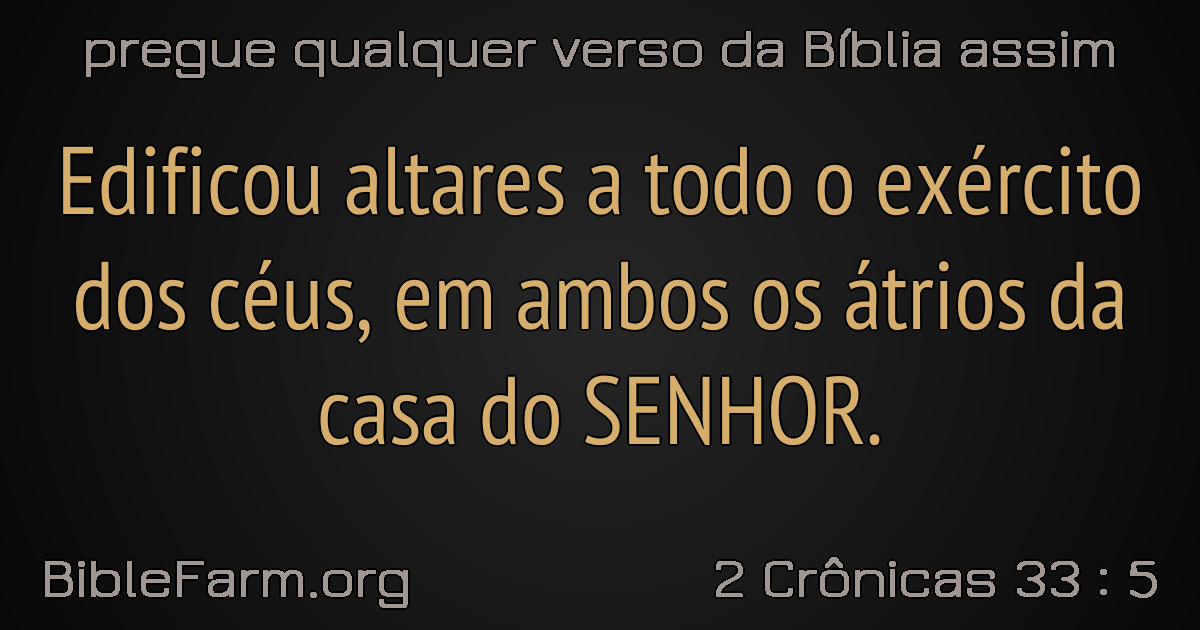 pregue qualquer verso da Bíblia assim
Edificou altares a todo o exército
dos céus, em ambos os átrios da
casa do SENHOR.
BibleFarm.org
2 Crônicas 33 : 5